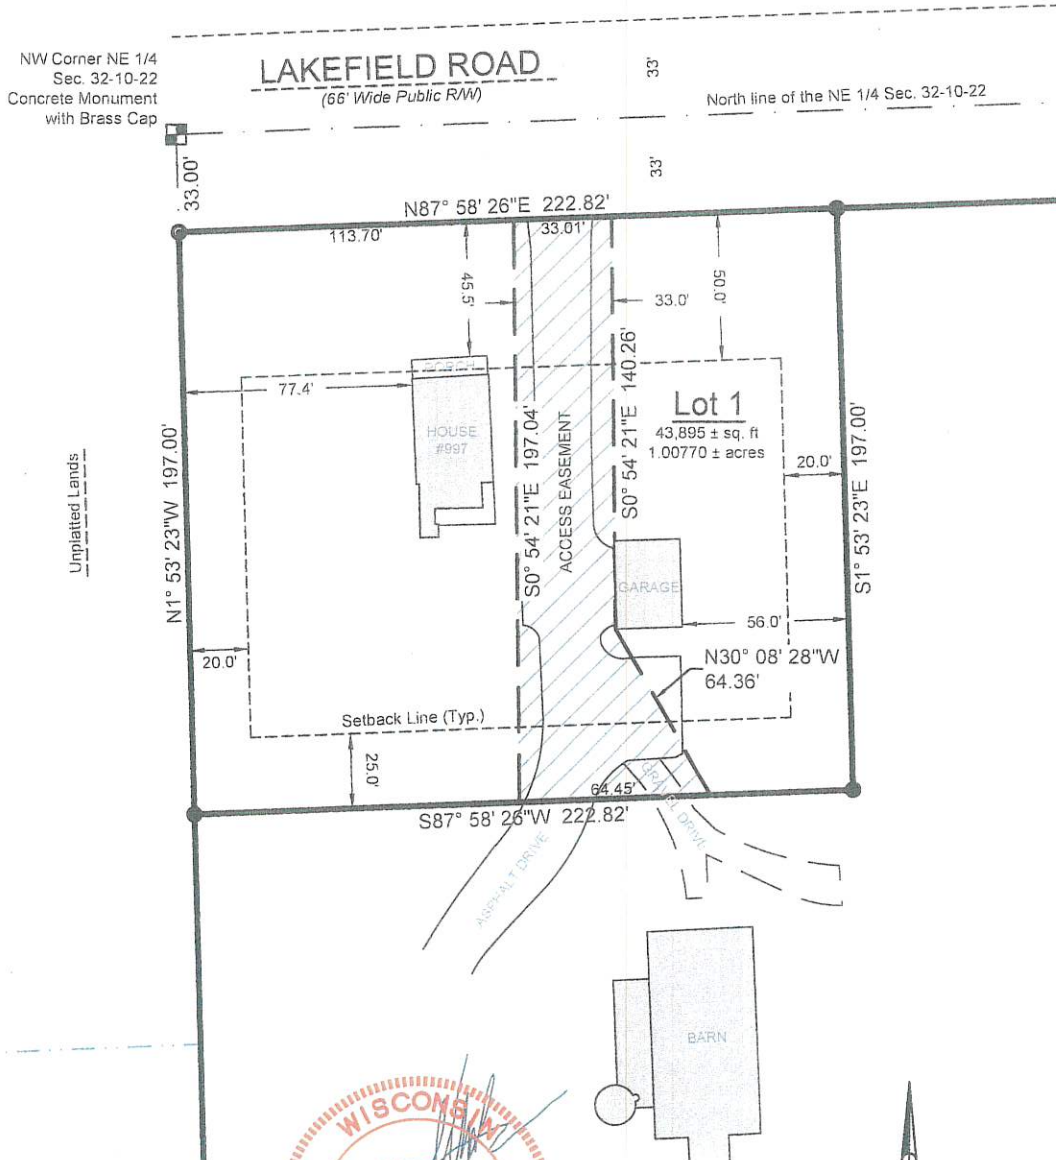 NW Corner NE 1/4
Sec. 32-10-22
Concrete Monument
with Brass Cap
LAKEFIELD ROAD
(66' Wide Public R/W)
33'
North line of the NE 1/4 Sec. 32-10-22
33'
33.00'
N87° 58' 26"E 222.82'
113.70'
33.01'
45.5'
33.0'
50.0'
PORCH
77.4'
HOUSE
#997
S0° 54' 21"E 197.04'
ACCESS EASEMENT
S0° 54' 21"E 140.26'
Lot 1
43,895 ± sq. ft
1.00770 ± acres
20.0'
N1° 53' 23"W 197.00'
S1° 53' 23"E 197.00'
Unplatted Lands
GARAGE
56.0'
20.0'
N30° 08' 28"W
64.36'
Setback Line (Typ.)
25.0'
64.45'
S87° 58' 26"W 222.82'
GRAVEL DRIVE
ASPHALT DRIVE
BARN
WISCONSIN